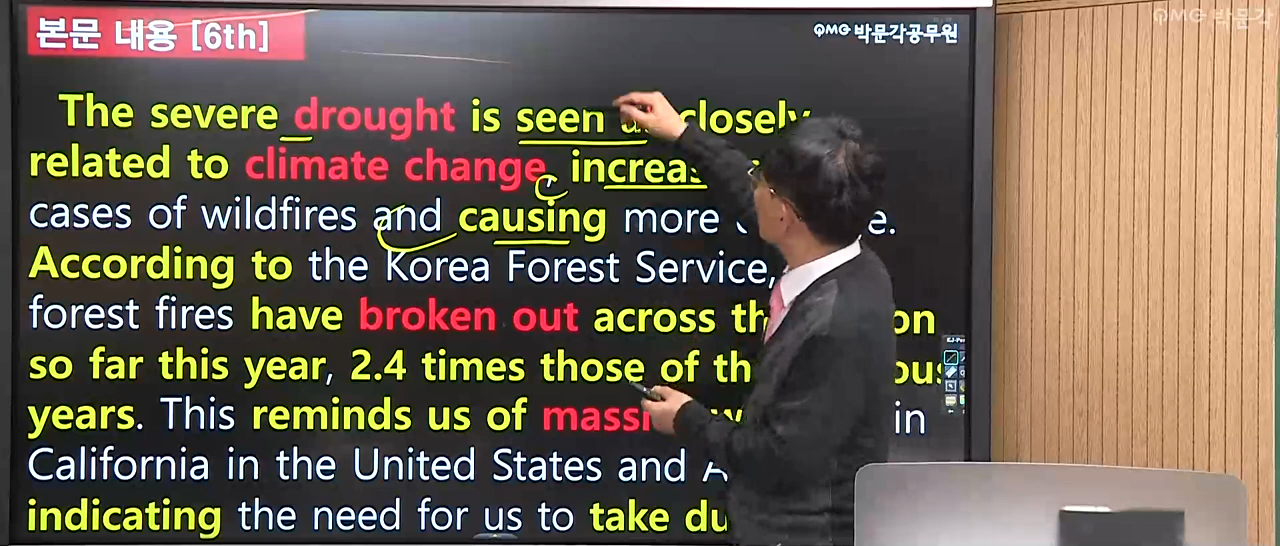 본문 내용 [6th]
QMG 박문각공무원
QMG 박문각
The severe drought is seen as closely
related to climate change, increas
cases of wildfires and causing more
According to the Korea Forest Service,
forest fires have broken out across
so far this year, 2.4 times those of
years. This reminds us of in
California in the United States and
indicating the need for us to take